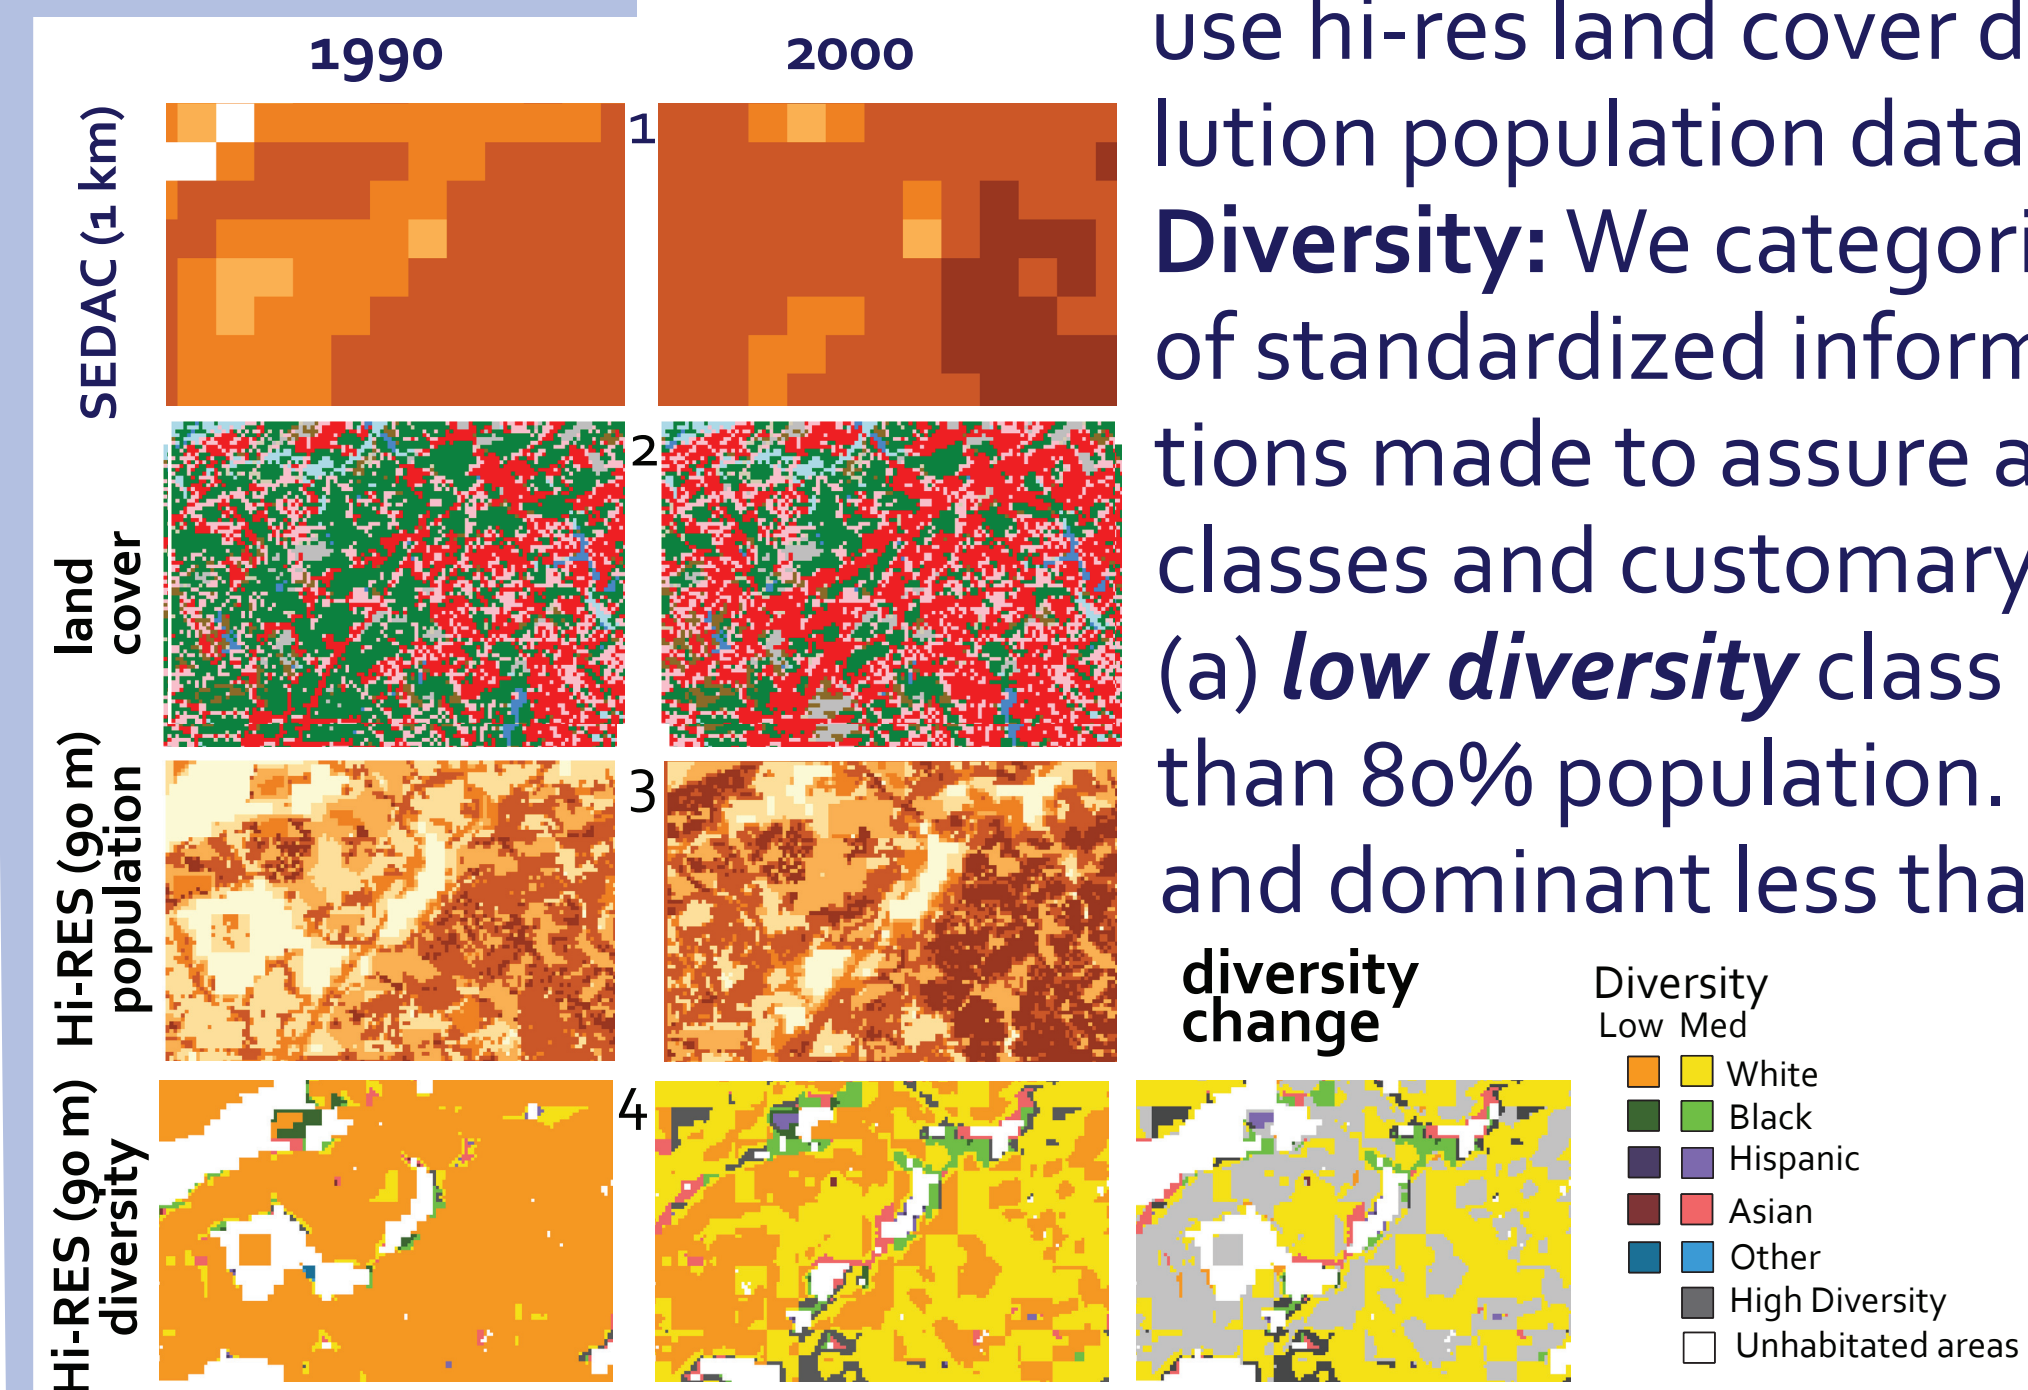 1990
2000
SEDAC (1 km)
1
land
cover
2
Hi-RES (90 m)
population
3
Hi-RES (90 m)
diversity
4
use hi-res land cover d
lution population data
Diversity: We categori
of standardized inform
tions made to assure a
classes and customary
(a) low diversity class
than 80% population.
and dominant less tha
diversity
change
Diversity
Low Med
White
Black
Hispanic
Asian
Other
High Diversity
Unhabitated areas